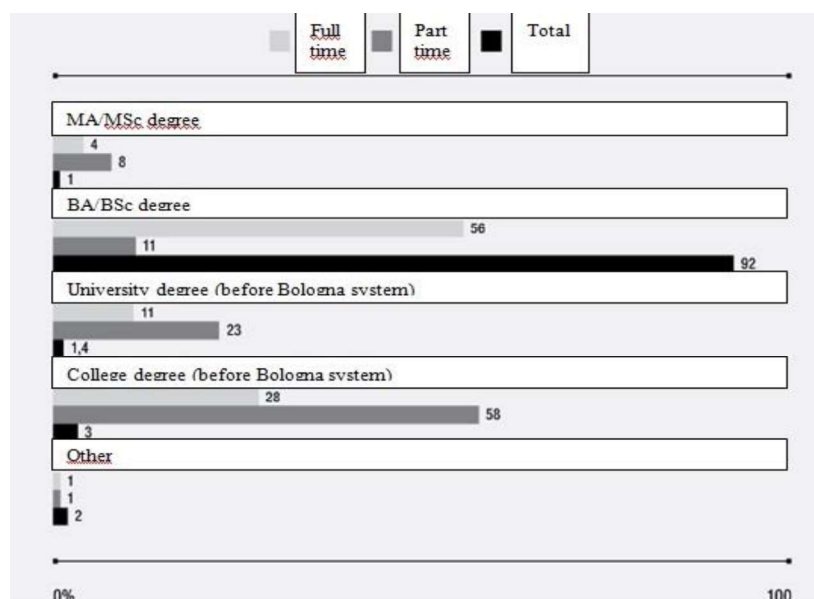 Full
time
Part
time
Total
MA/MSc degree
4
8
1
BA/BSc degree
56
11
92
University degree (before Bologna system)
11
23
1,4
College degree (before Bologna system)
28
58
3
Other
1
1
2
0% 100